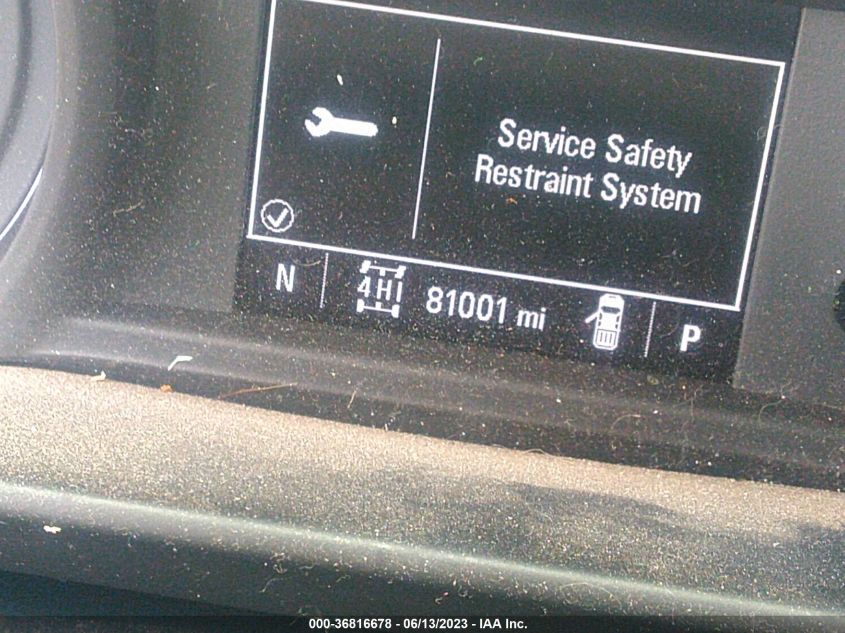 Service Safety
Restraint System
N 4HI 81001 mi P
000-36816678 - 06/13/2023 - IAA Inc.